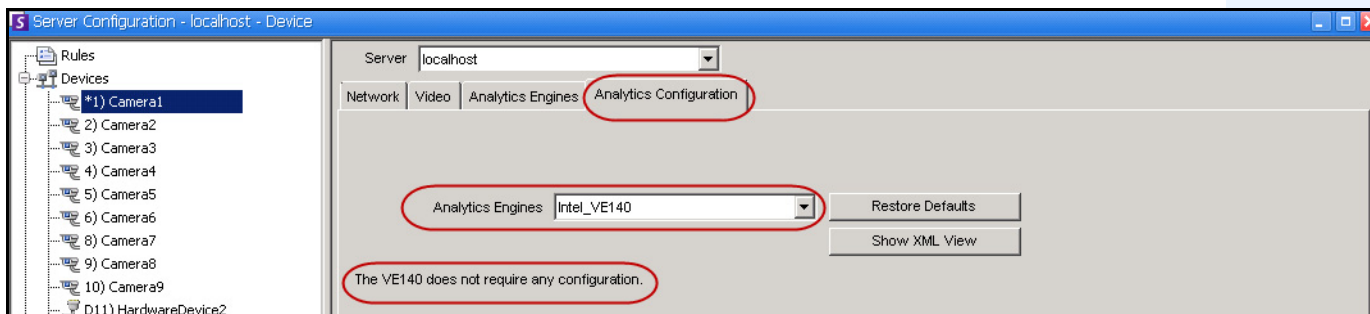 Server Configuration - localhost - Device
Rules
Devices
*1) Camera1
2) Camera2
3) Camera3
4) Camera4
5) Camera5
6) Camera6
8) Camera7
9) Camera8
10) Camera9
D11) HardwareDevice2
Server localhost
Network Video Analytics Engines Analytics Configuration
Analytics Engines Intel_VE140 Restore Defaults
Show XML View
The VE140 does not require any configuration.